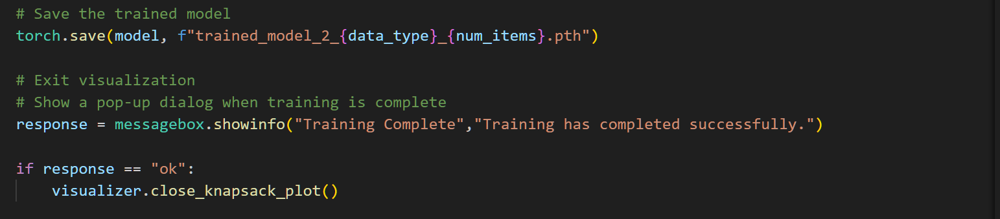 # Save the trained model
torch.save(model, f"trained_model_2_{data_type}_{num_items}.pth")
# Exit visualization
# Show a pop-up dialog when training is complete
response = messagebox.showinfo("Training Complete","Training has completed successfully.")
if response == "ok":
    visualizer.close_knapsack_plot()